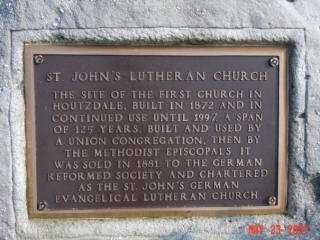 ST. JOHN'S LUTHERAN CHURCH
THE SITE OF THE FIRST CHURCH IN
HOUTZDALE, BUILT IN 1872 AND IN
CONTINUED USE UNTIL 1997, A SPAN
OF 125 YEARS. BUILT AND USED BY
A UNION CONGREGATION, THEN BY
THE METHODIST EPISCOPALS. IT
WAS SOLD IN 1881 TO THE GERMAN
REFORMED SOCIETY AND CHARTERED
AS THE ST. JOHN'S GERMAN
EVANGELICAL LUTHERAN CHURCH
MAY 23